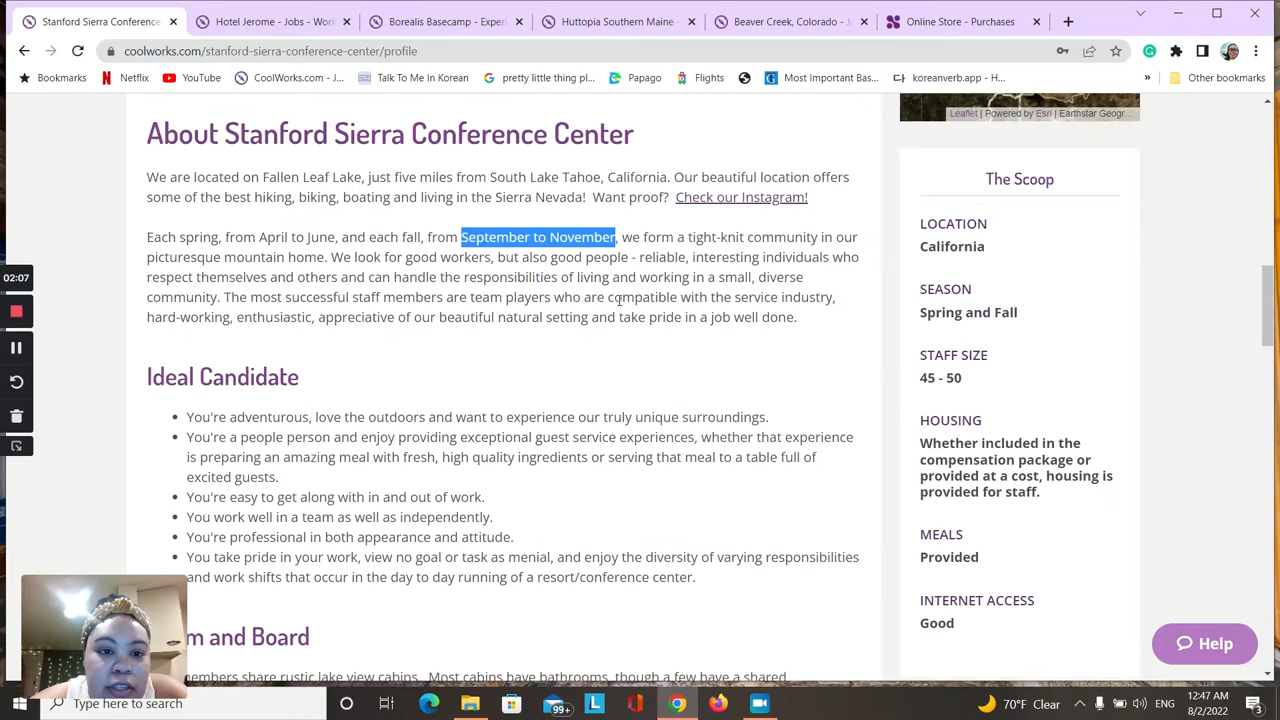 Stanford Sierra Conference
Hotel Jerome - Jobs - Work
Borealis Basecamp - Exper
Huttopia Southern Maine -
Beaver Creek, Colorado - Jo
Online Store - Purchases
coolworks.com/stanford-sierra-conference-center/profile
Bookmarks
Netflix
YouTube
CoolWorks.com - J...
Talk To Me In Korean
pretty little thing pl...
Papago
Flights
Most Important Bas...
koreanverb.app - H...
Other bookmarks
Leaflet | Powered by Esri | Earthstar Geogr...
About Stanford Sierra Conference Center
We are located on Fallen Leaf Lake, just five miles from South Lake Tahoe, California. Our beautiful location offers
some of the best hiking, biking, boating and living in the Sierra Nevada! Want proof? Check our Instagram!
Each spring, from April to June, and each fall, from September to November, we form a tight-knit community in our
picturesque mountain home. We look for good workers, but also good people - reliable, interesting individuals who
respect themselves and others and can handle the responsibilities of living and working in a small, diverse
community. The most successful staff members are team players who are compatible with the service industry,
hard-working, enthusiastic, appreciative of our beautiful natural setting and take pride in a job well done.
Ideal Candidate
• You're adventurous, love the outdoors and want to experience our truly unique surroundings.
• You're a people person and enjoy providing exceptional guest service experiences, whether that experience
is preparing an amazing meal with fresh, high quality ingredients or serving that meal to a table full of
excited guests.
• You're easy to get along with in and out of work.
• You work well in a team as well as independently.
• You're professional in both appearance and attitude.
• You take pride in your work, view no goal or task as menial, and enjoy the diversity of varying responsibilities
and work shifts that occur in the day to day running of a resort/conference center.
m and Board
members share rustic lake view cabins. Most cabins have bathrooms, though a few have a shared
The Scoop
LOCATION
California
SEASON
Spring and Fall
STAFF SIZE
45 - 50
HOUSING
Whether included in the
compensation package or
provided at a cost, housing is
provided for staff.
MEALS
Provided
INTERNET ACCESS
Good
Help
02:07
Type here to search
99+
70°F Clear
ENG
12:47 AM
8/2/2022
3